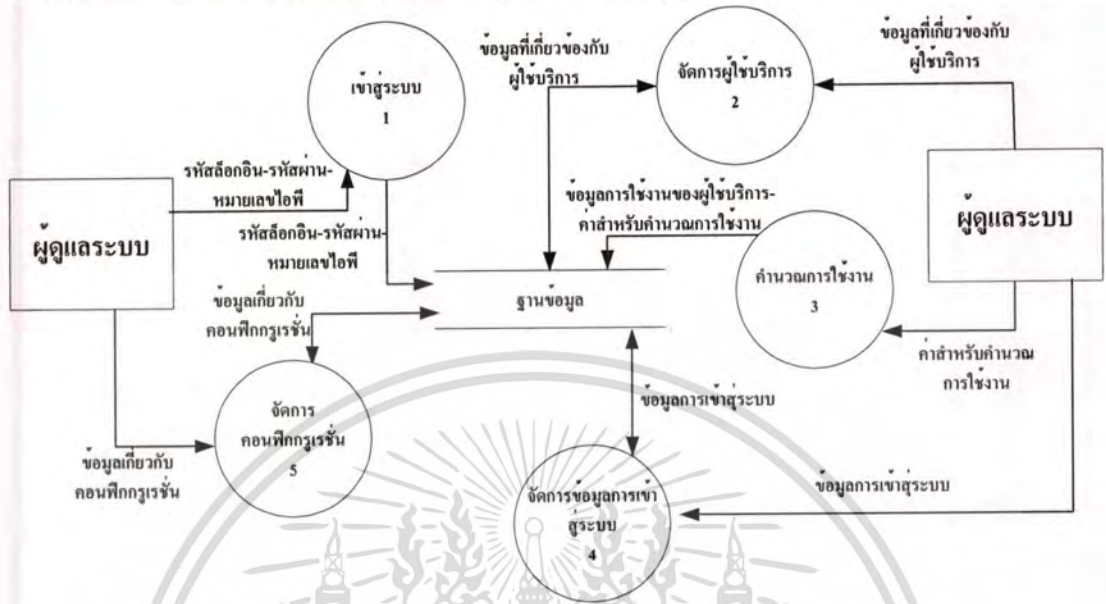 ข้อมูลที่เกี่ยวข้องกับ
ผู้ใช้บริการ
จัดการผู้ใช้บริการ
2
ข้อมูลที่เกี่ยวข้องกับ
ผู้ใช้บริการ
เข้าสู่ระบบ
1
รหัสล็อกอิน-รหัสผ่าน-
หมายเลขไอพี
ผู้ดูแลระบบ
รหัสล็อกอิน-รหัสผ่าน-
หมายเลขไอพี
ข้อมูลการใช้งานของผู้ใช้บริการ-
ค่าสำหรับคำนวณการใช้งาน
ผู้ดูแลระบบ
คำนวณการใช้งาน
3
ฐานข้อมูล
ข้อมูลเกี่ยวกับ
คอนฟิกกรูเรชั่น
ค่าสำหรับคำนวณ
การใช้งาน
จัดการ
คอนฟิกกรูเรชั่น
5
ข้อมูลการเข้าสู่ระบบ
ข้อมูลเกี่ยวกับ
คอนฟิกกรูเรชั่น
จัดการข้อมูลการเข้า
สู่ระบบ
4
ข้อมูลการเข้าสู่ระบบ